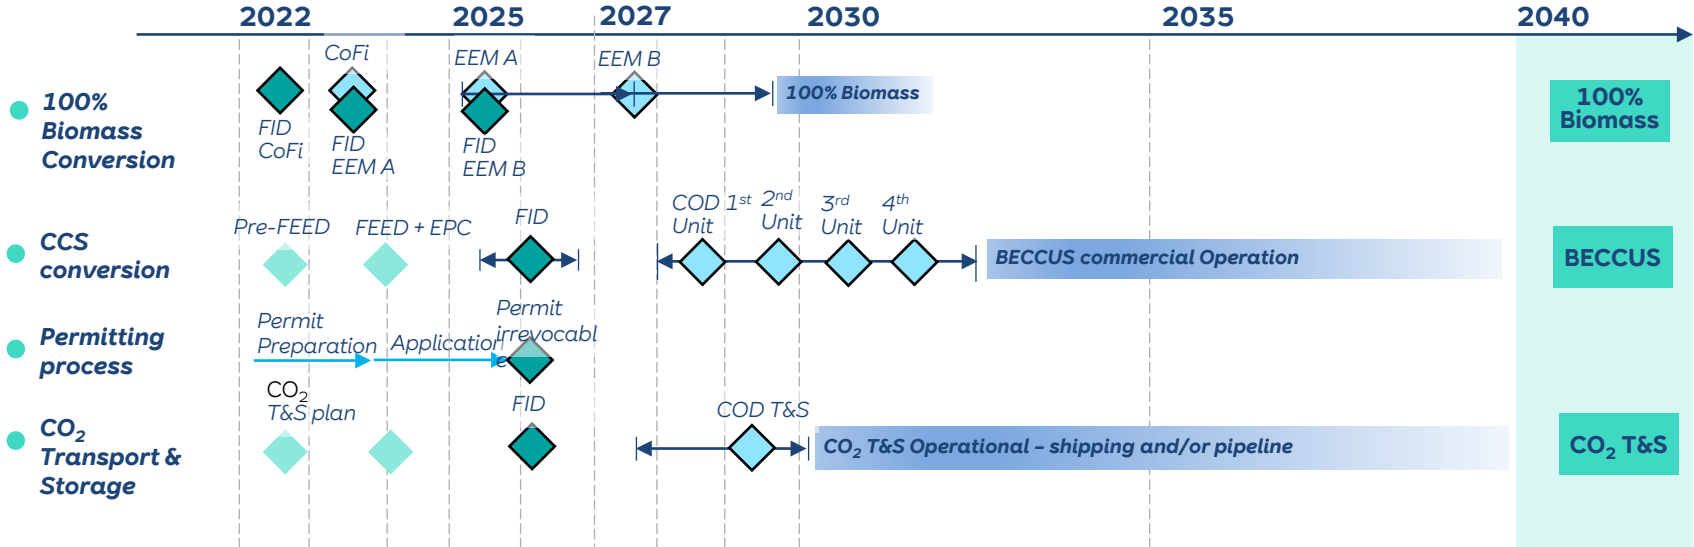 2022
2025
2027
2030
2035
2040
100%
Biomass
Conversion
CoFi
FID
CoFi
FID
EEM A
EEM A
FID
EEM B
EEM B
100% Biomass
100%
Biomass
CCS
conversion
Pre-FEED
FEED + EPC
FID
COD 1st
Unit
2nd
Unit
3rd
Unit
4th
Unit
BECCUS commercial Operation
BECCUS
Permitting
process
Permit
Preparation
Application
Permit
irrevocabl
e
CO2
Transport &
Storage
CO2
T&S plan
FID
COD T&S
CO2 T&S Operational – shipping and/or pipeline
CO2 T&S